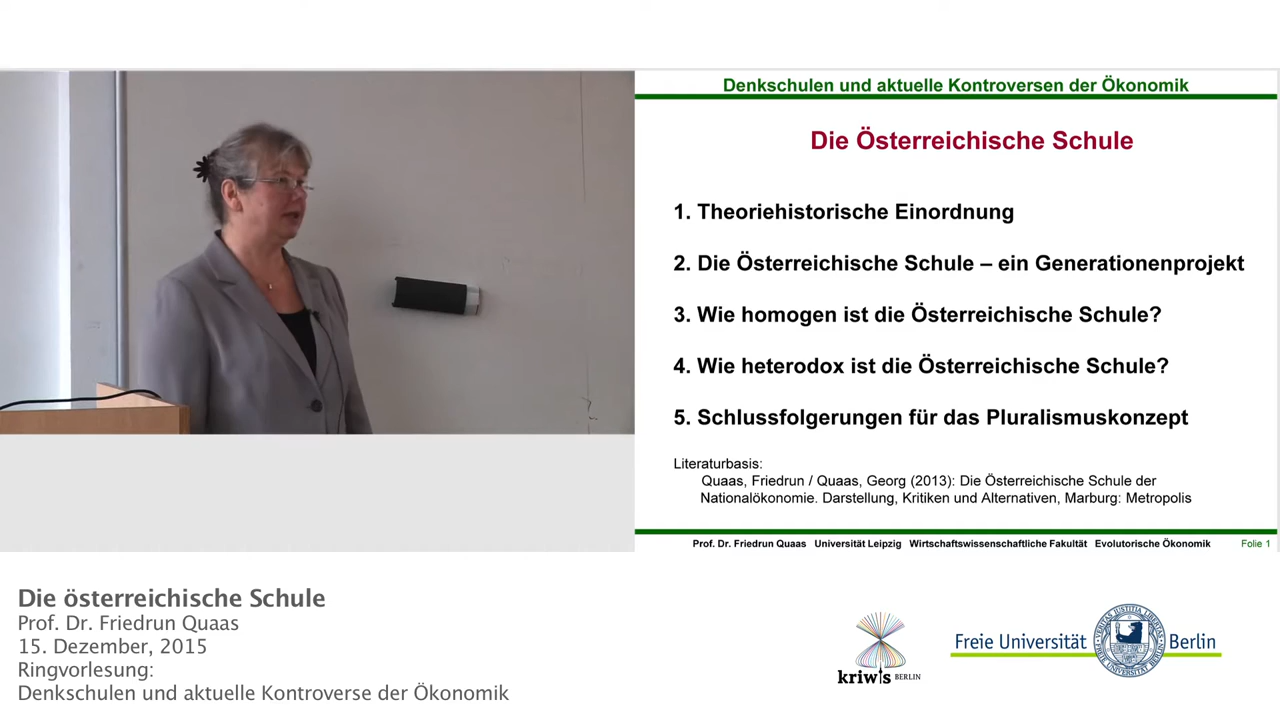 Denkschulen und aktuelle Kontroversen der Ökonomik
Die Österreichische Schule
1. Theoriehistorische Einordnung
2. Die Österreichische Schule – ein Generationenprojekt
3. Wie homogen ist die Österreichische Schule?
4. Wie heterodox ist die Österreichische Schule?
5. Schlussfolgerungen für das Pluralismuskonzept
Literaturbasis:
Quaas, Friedrun / Quaas, Georg (2013): Die Österreichische Schule der
Nationalökonomie. Darstellung, Kritiken und Alternativen, Marburg: Metropolis
Prof. Dr. Friedrun Quaas Universität Leipzig Wirtschaftswissenschaftliche Fakultät Evolutorische Ökonomik Folie 1
Die österreichische Schule
Prof. Dr. Friedrun Quaas
15. Dezember, 2015
Ringvorlesung:
Denkschulen und aktuelle Kontroverse der Ökonomik
kriwis BERLIN
Freie Universität Berlin